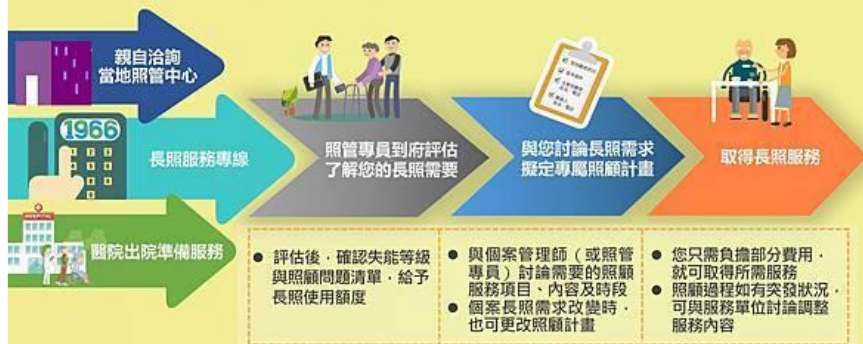 親自洽詢
當地照管中心
1966
長照服務專線
HOSPITAL
醫院出院準備服務
照管專員到府評估
了解您的長照需要
與您討論長照需求
擬定專屬照顧計畫
取得長照服務
● 評估後，確認失能等級
與照顧問題清單，給予
長照使用額度
● 與個案管理師（或照管
專員）討論需要的照顧
服務項目、內容及時段
● 個案長照需求改變時，
也可更改照顧計畫
● 您只需負擔部分費用，
就可取得所需服務
● 照顧過程如有突發狀況，
可與服務單位討論調整
服務內容